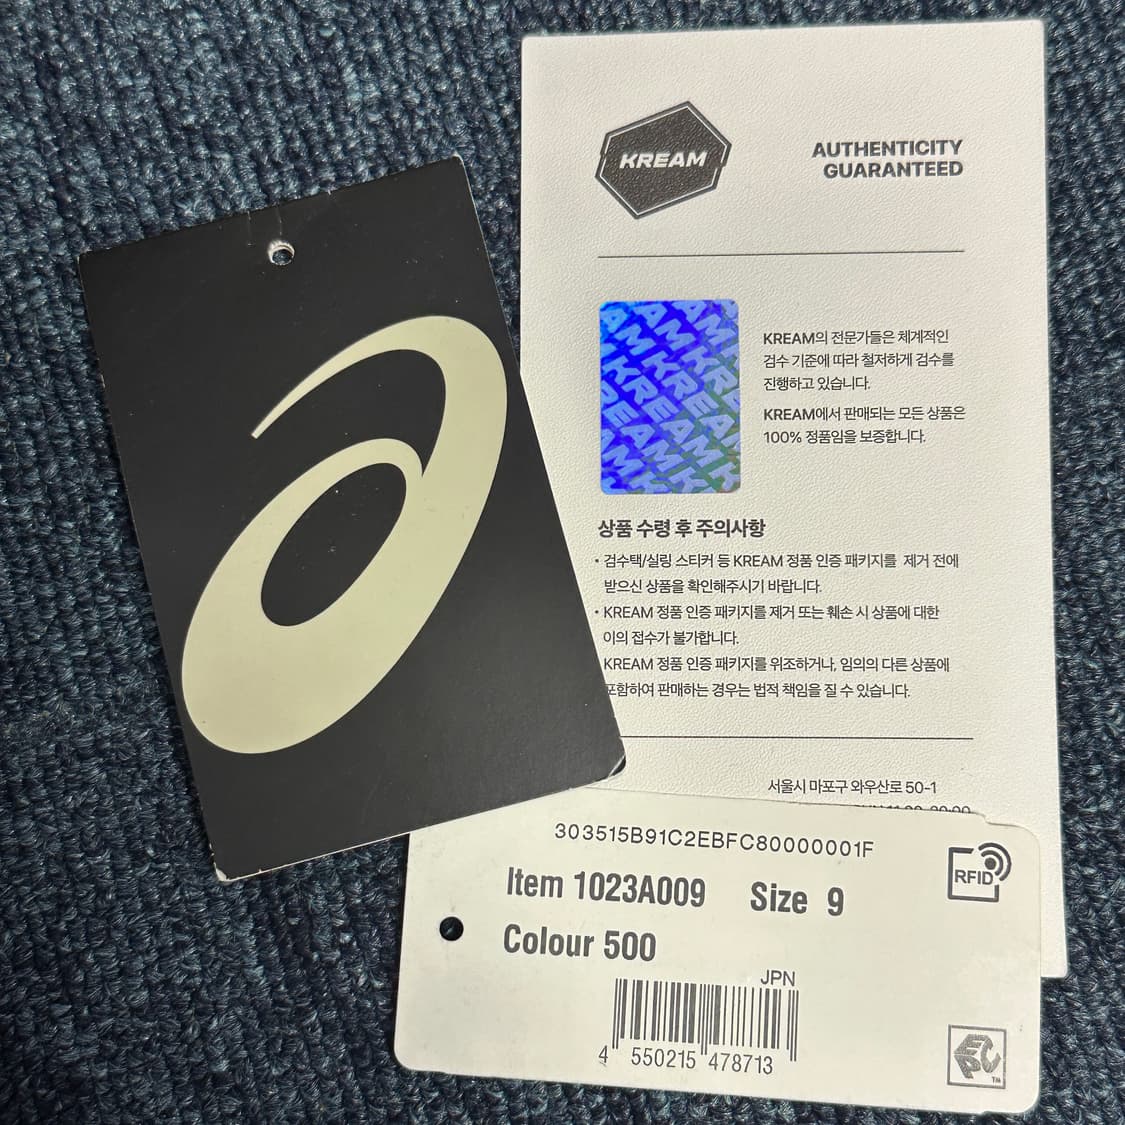 KREAM
AUTHENTICITY
GUARANTEED
KREAM의 전문가들은 체계적인
검수 기준에 따라 철저하게 검수를
진행하고 있습니다.
KREAM에서 판매되는 모든 상품은
100% 정품임을 보증합니다.
상품 수령 후 주의사항
• 검수택/실링 스티커 등 KREAM 정품 인증 패키지를 제거 전에
받으신 상품을 확인해주시기 바랍니다.
• KREAM 정품 인증 패키지를 제거 또는 훼손 시 상품에 대한
이의 접수가 불가합니다.
KREAM 정품 인증 패키지를 위조하거나, 임의의 다른 상품에
포함하여 판매하는 경우는 법적 책임을 질 수 있습니다.
서울시 마포구 와우산로 50-1
303515B91C2EBFC80000001F
RFID
Item 1023A009 Size 9
Colour 500
JPN
4 550215 478713
EPC
TM